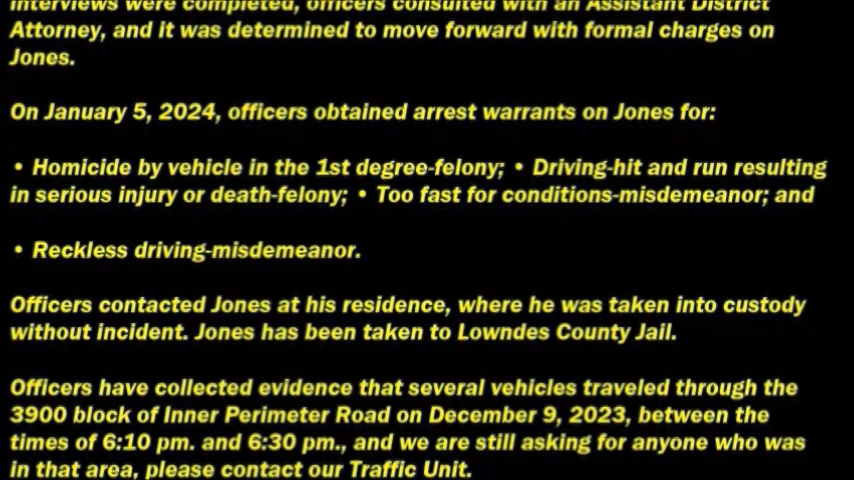 interviews were completed, officers consulted with an Assistant District
Attorney, and it was determined to move forward with formal charges on
Jones.
On January 5, 2024, officers obtained arrest warrants on Jones for:
• Homicide by vehicle in the 1st degree-felony; • Driving-hit and run resulting
in serious injury or death-felony; • Too fast for conditions-misdemeanor; and
• Reckless driving-misdemeanor.
Officers contacted Jones at his residence, where he was taken into custody
without incident. Jones has been taken to Lowndes County Jail.
Officers have collected evidence that several vehicles traveled through the
3900 block of Inner Perimeter Road on December 9, 2023, between the
times of 6:10 pm. and 6:30 pm., and we are still asking for anyone who was
in that area, please contact our Traffic Unit.